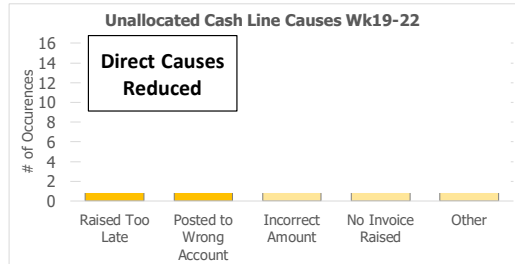 Unallocated Cash Line Causes Wk19-22
Direct Causes
Reduced
# of Occurences
16
14
12
10
8
6
4
2
0
Raised Too
Late
Posted to
Wrong
Account
Incorrect
Amount
No Invoice
Raised
Other